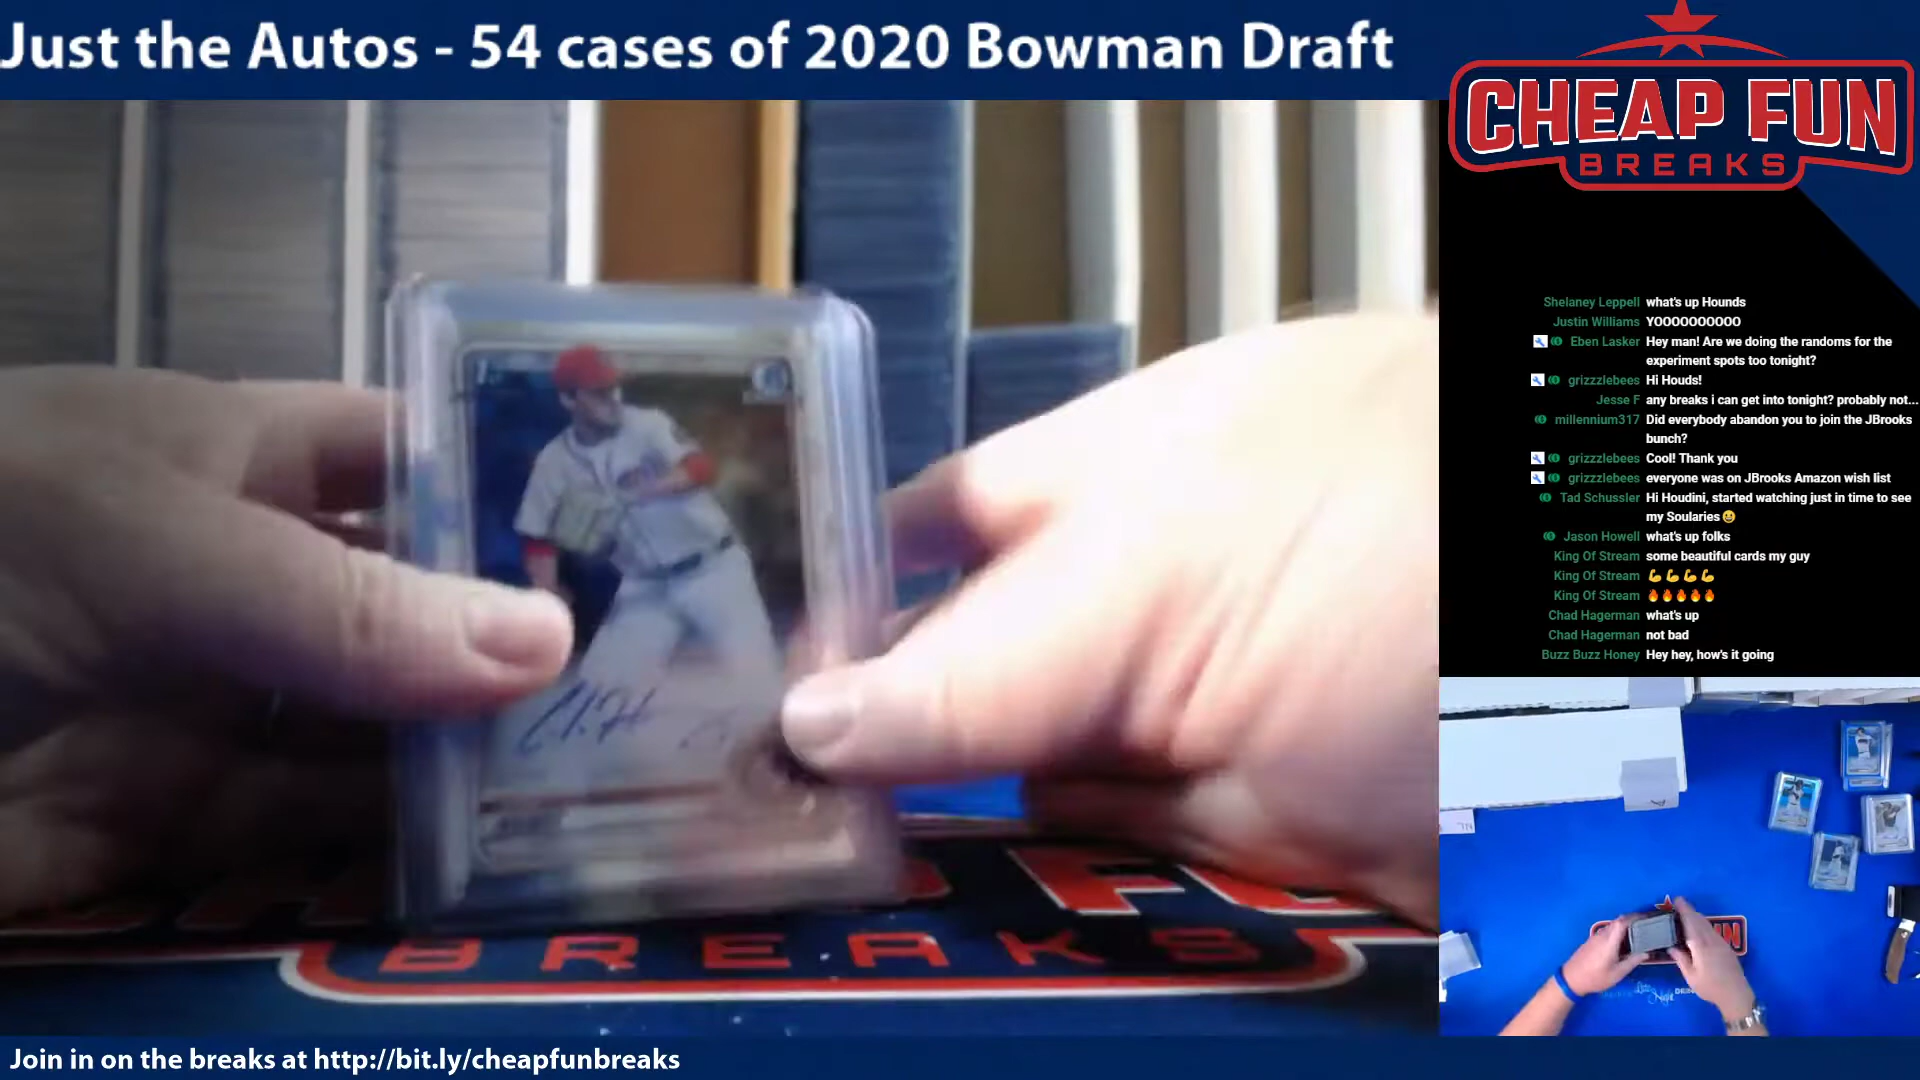 Just the Autos - 54 cases of 2020 Bowman Draft
CHEAP FUN
BREAKS
Shelaney Leppell what's up Hounds
Justin Williams YOOOOOOOOOO
Eben Lasker Hey man! Are we doing the randoms for the
experiment spots too tonight?
grizzzlebees Hi Houds!
Jesse F any breaks i can get into tonight? probably not...
millennium317 Did everybody abandon you to join the JBrooks
bunch?
grizzzlebees Cool! Thank you
grizzzlebees everyone was on JBrooks Amazon wish list
Tad Schussler Hi Houdini, started watching just in time to see
my Soularies😀
Jason Howell what's up folks
King Of Stream some beautiful cards my guy
King Of Stream 💪💪💪💪
King Of Stream 🔥🔥🔥🔥🔥
Chad Hagerman what's up
Chad Hagerman not bad
Buzz Buzz Honey Hey hey, how's it going
BREAKS
Join in on the breaks at http://bit.ly/cheapfunbreaks